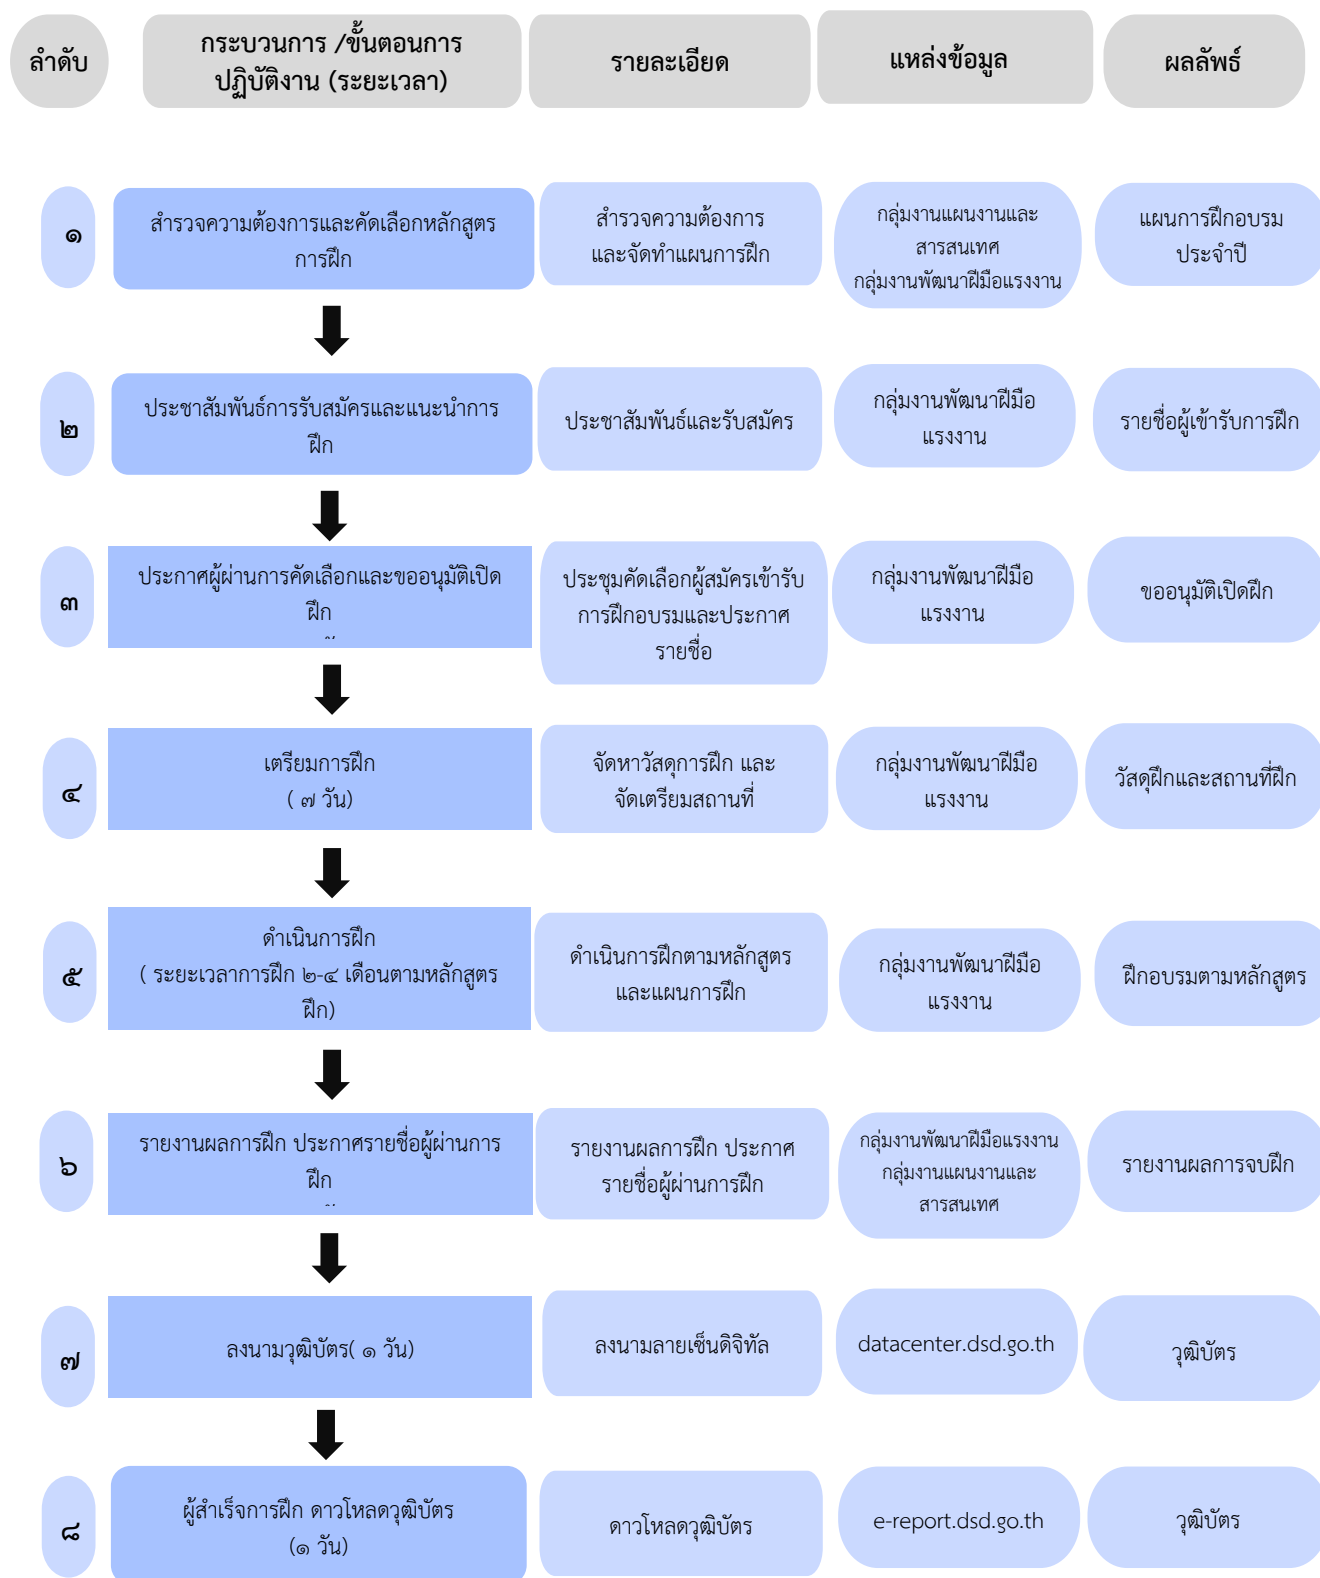 ลำดับ
กระบวนการ /ขั้นตอนการ
ปฏิบัติงาน (ระยะเวลา)
รายละเอียด
แหล่งข้อมูล
ผลลัพธ์
๑
สำรวจความต้องการและคัดเลือกหลักสูตร
การฝึก
สำรวจความต้องการ
และจัดทำแผนการฝึก
กลุ่มงานแผนงานและ
สารสนเทศ
กลุ่มงานพัฒนาฝีมือแรงงาน
แผนการฝึกอบรม
ประจำปี
๒
ประชาสัมพันธ์การรับสมัครและแนะนำการ
ฝึก
ประชาสัมพันธ์และรับสมัคร
กลุ่มงานพัฒนาฝีมือ
แรงงาน
รายชื่อผู้เข้ารับการฝึก
๓
ประกาศผู้ผ่านการคัดเลือกและขออนุมัติเปิด
ฝึก
ประชุมคัดเลือกผู้สมัครเข้ารับ
การฝึกอบรมและประกาศ
รายชื่อ
กลุ่มงานพัฒนาฝีมือ
แรงงาน
ขออนุมัติเปิดฝึก
๔
เตรียมการฝึก
( ๗ วัน)
จัดหาวัสดุการฝึก และ
จัดเตรียมสถานที่
กลุ่มงานพัฒนาฝีมือ
แรงงาน
วัสดุฝึกและสถานที่ฝึก
๕
ดำเนินการฝึก
( ระยะเวลาการฝึก ๒-๔ เดือนตามหลักสูตร
ฝึก)
ดำเนินการฝึกตามหลักสูตร
และแผนการฝึก
กลุ่มงานพัฒนาฝีมือ
แรงงาน
ฝึกอบรมตามหลักสูตร
๖
รายงานผลการฝึก ประกาศรายชื่อผู้ผ่านการ
ฝึก
รายงานผลการฝึก ประกาศ
รายชื่อผู้ผ่านการฝึก
กลุ่มงานพัฒนาฝีมือแรงงาน
กลุ่มงานแผนงานและ
สารสนเทศ
รายงานผลการจบฝึก
๗
ลงนามวุฒิบัตร( ๑ วัน)
ลงนามลายเซ็นดิจิทัล
datacenter.dsd.go.th
วุฒิบัตร
๘
ผู้สำเร็จการฝึก ดาวโหลดวุฒิบัตร
(๑ วัน)
ดาวโหลดวุฒิบัตร
e-report.dsd.go.th
วุฒิบัตร